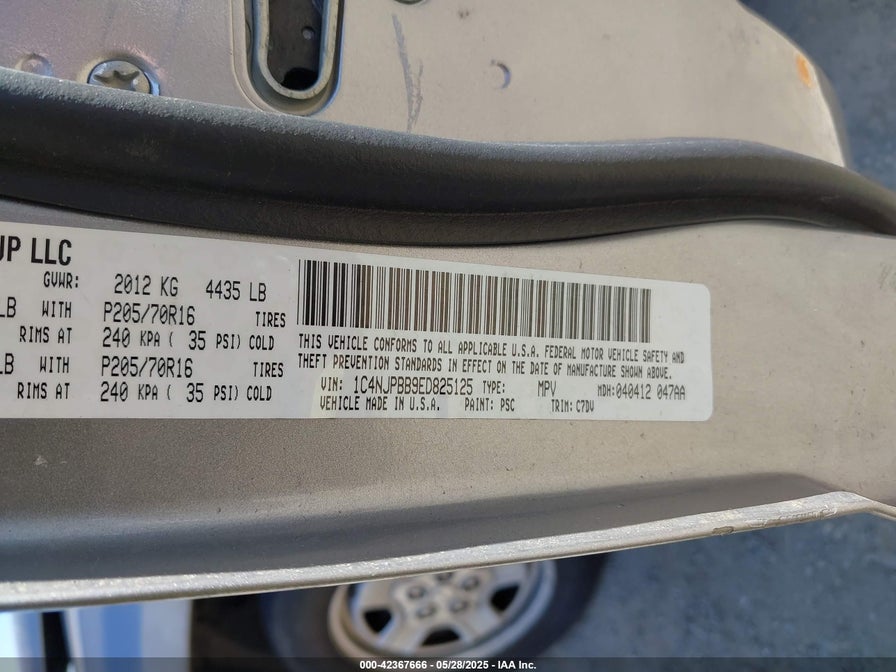 UP LLC
GVWR: 2012 KG 4435 LB
LB WITH P205/70R16 TIRES
RIMS AT 240 KPA ( 35 PSI) COLD
LB WITH P205/70R16 TIRES
RIMS AT 240 KPA ( 35 PSI) COLD
THIS VEHICLE CONFORMS TO ALL APPLICABLE U.S.A. FEDERAL MOTOR VEHICLE SAFETY AND
THEFT PREVENTION STANDARDS IN EFFECT ON THE DATE OF MANUFACTURE SHOWN ABOVE.
VIN: 1C4NJPBB9ED825125 TYPE: MPV MDH: 040412 047AA
VEHICLE MADE IN U.S.A. PAINT: PSC TRIM: C7DV
000-42367666 - 05/28/2025 - IAA Inc.